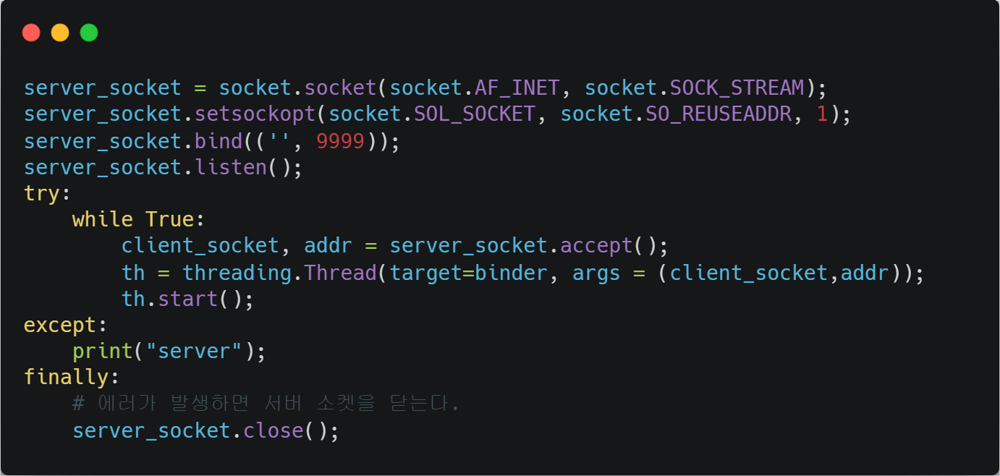 server_socket = socket.socket(socket.AF_INET, socket.SOCK_STREAM);
server_socket.setsockopt(socket.SOL_SOCKET, socket.SO_REUSEADDR, 1);
server_socket.bind(('', 9999));
server_socket.listen();
try:
    while True:
        client_socket, addr = server_socket.accept();
        th = threading.Thread(target=binder, args = (client_socket,addr));
        th.start();
except:
    print("server");
finally:
    # 에러가 발생하면 서버 소켓을 닫는다.
    server_socket.close();